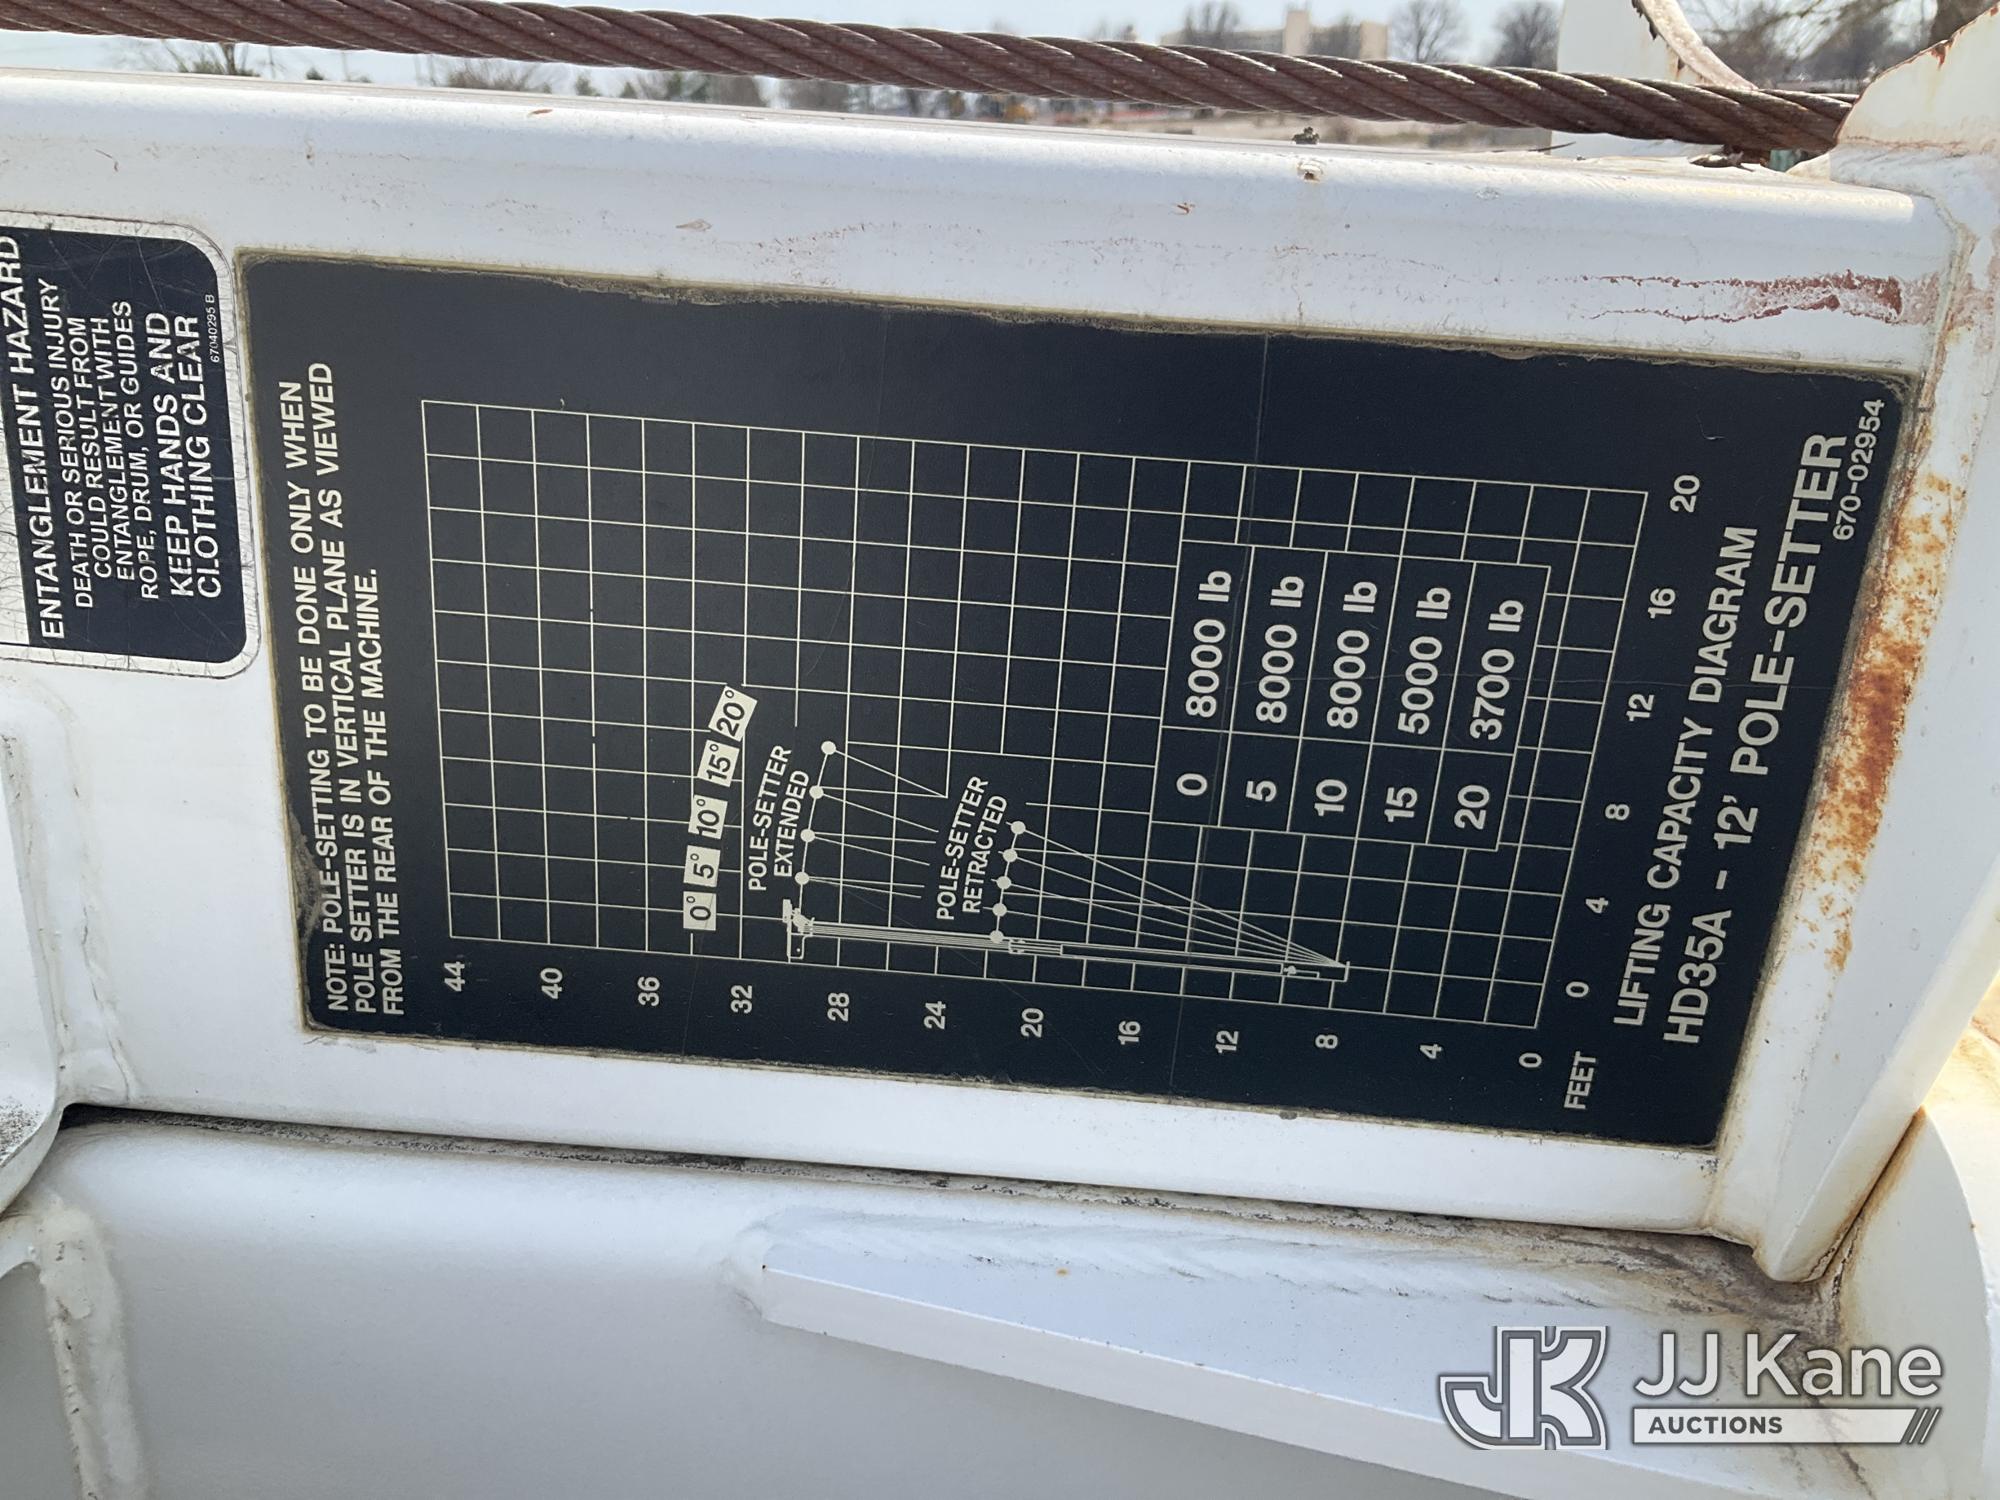 ENTANGLEMENT HAZARD
DEATH OR SERIOUS INJURY
COULD RESULT FROM
ENTANGLEMENT WITH
ROPE, DRUM, OR GUIDES
KEEP HANDS AND
CLOTHING CLEAR
67040295 B
NOTE: POLE-SETTING TO BE DONE ONLY WHEN
POLE SETTER IS IN VERTICAL PLANE AS VIEWED
FROM THE REAR OF THE MACHINE.
44
40
36
32
28
24
20
16
12
8
4
0
0° 5° 10° 15° 20°
POLE-SETTER
EXTENDED
POLE-SETTER
RETRACTED
0 8000 lb
5 8000 lb
10 8000 lb
15 5000 lb
20 3700 lb
FEET 0 4 8 12 16 20
LIFTING CAPACITY DIAGRAM
HD35A - 12' POLE-SETTER
670-02954
JK JJ Kane
AUCTIONS